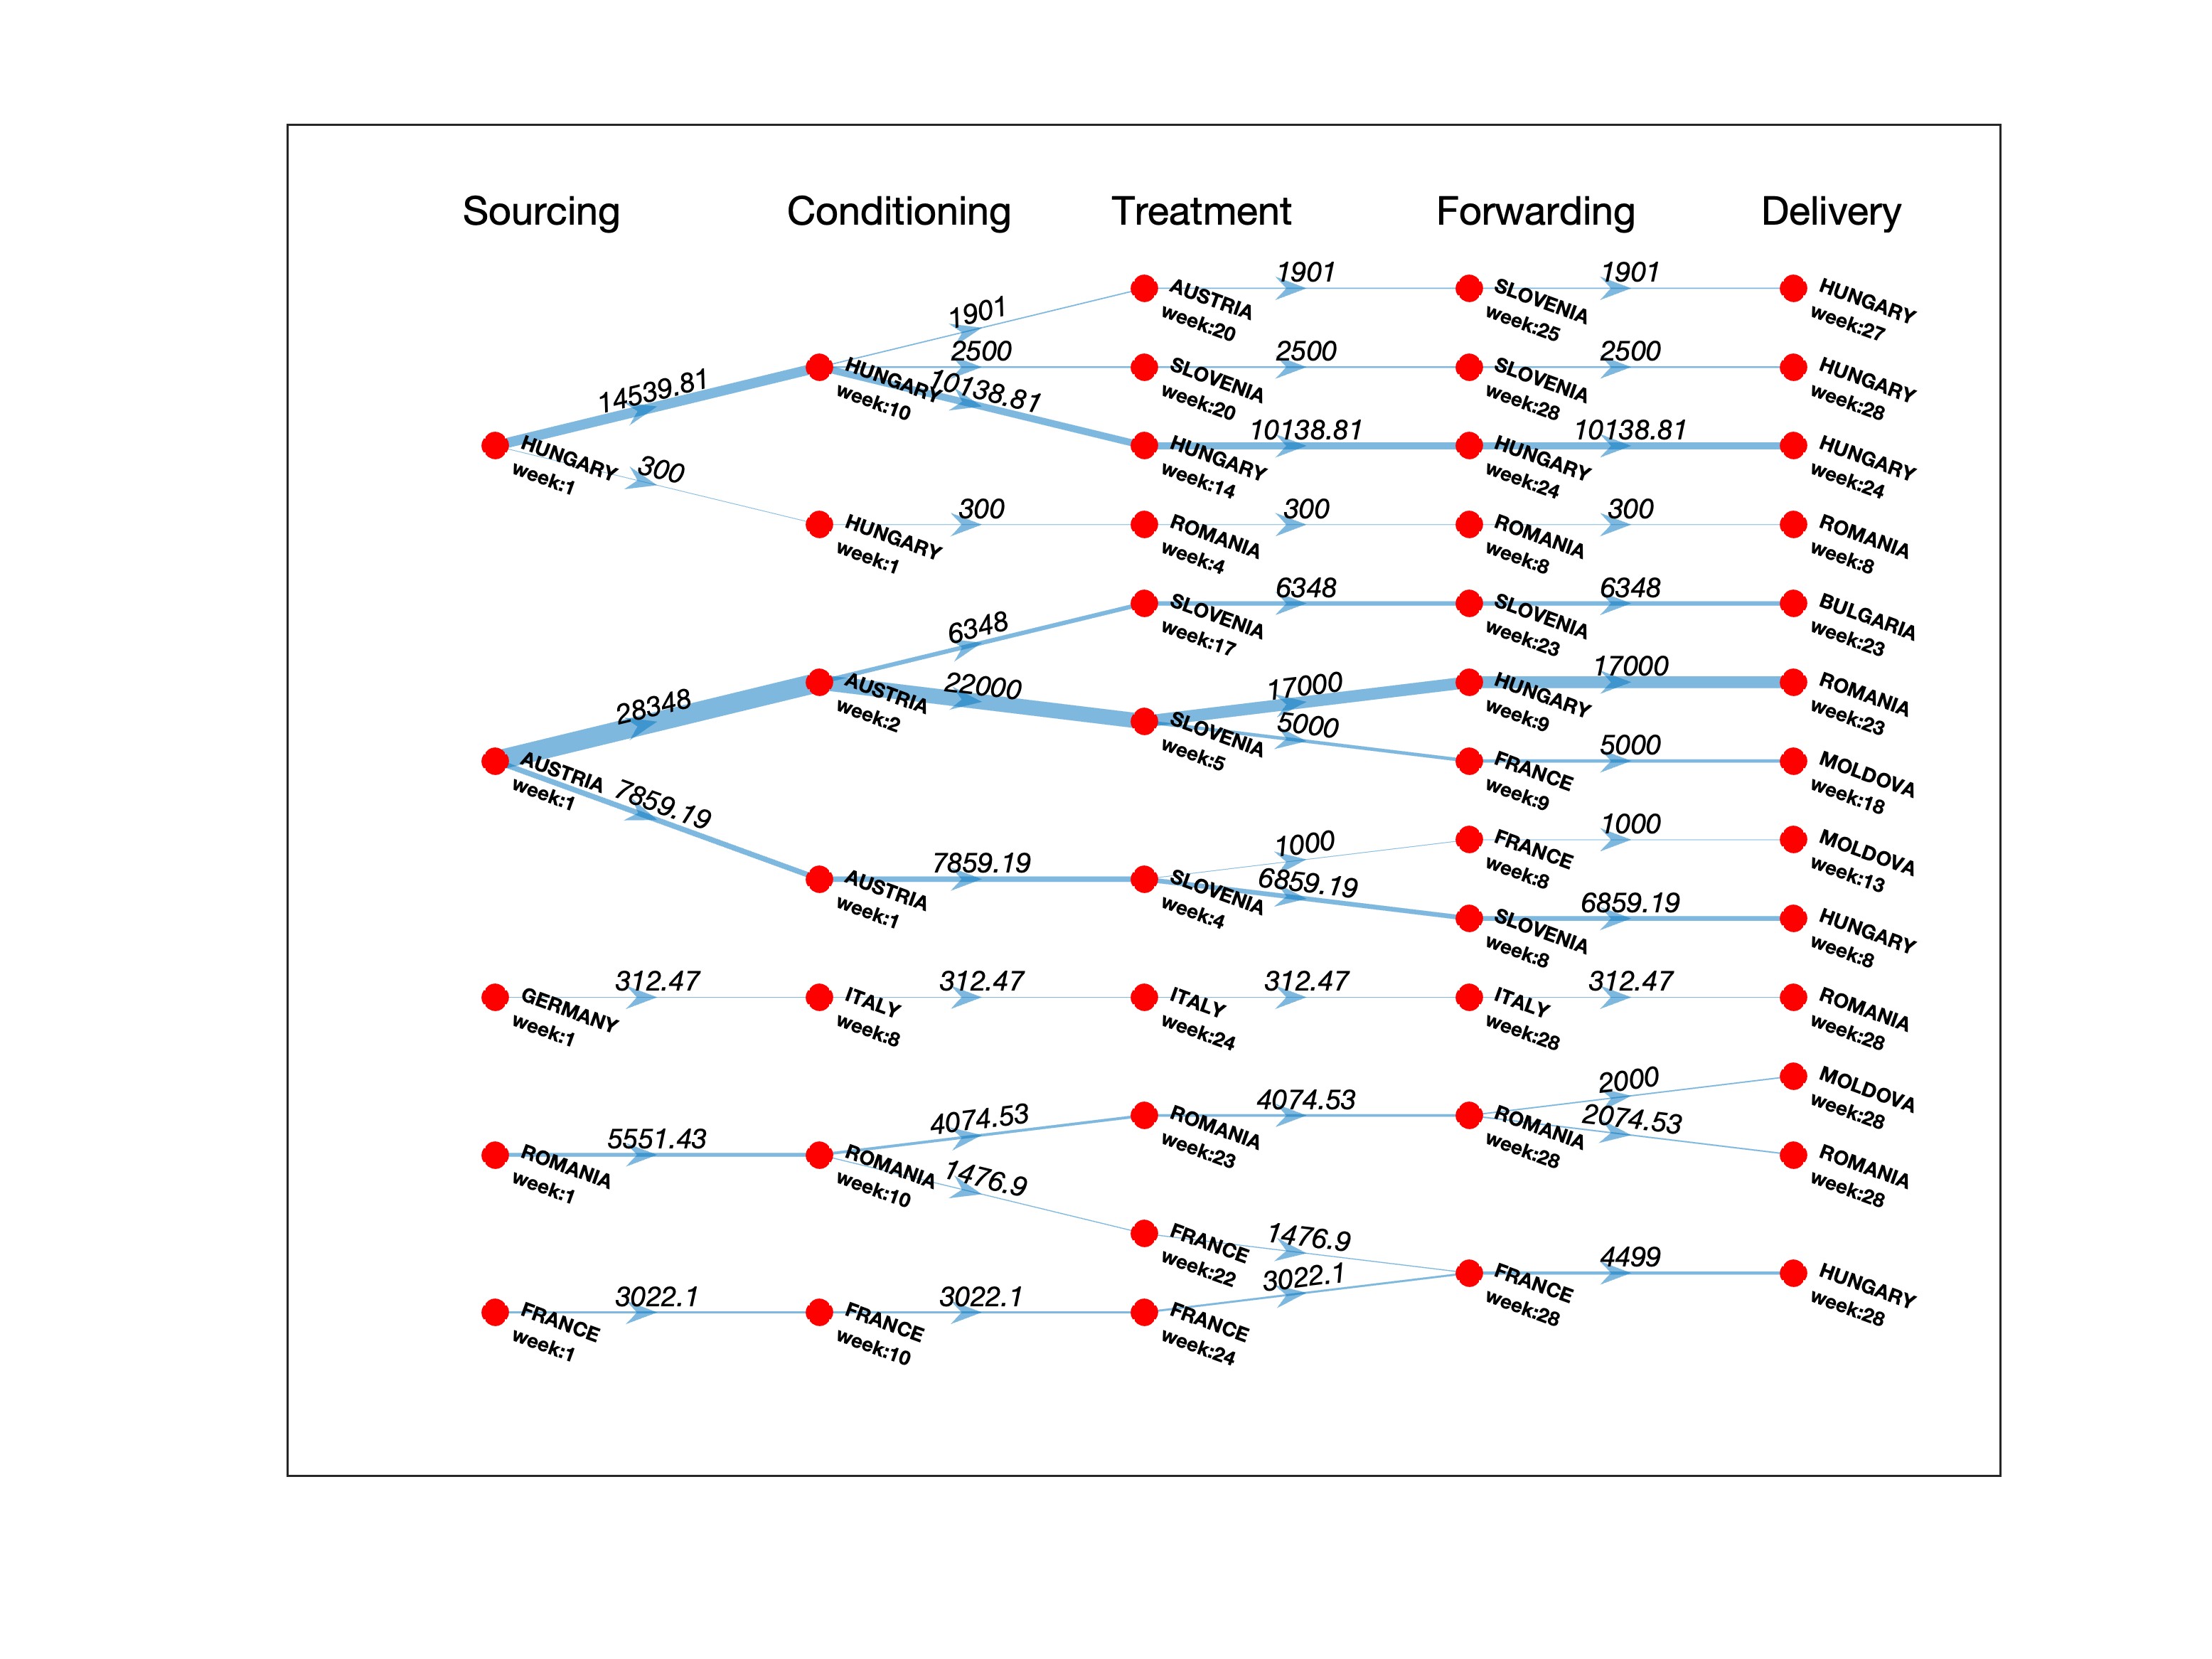 Sourcing Conditioning Treatment Forwarding Delivery
1901 1901
AUSTRIA SLOVENIA HUNGARY
week:20 week:25 week:27
1901
2500 2500 2500
HUNGARY SLOVENIA SLOVENIA HUNGARY
week:10 week:20 week:28 week:28
14539.81 10138.81 10138.81 10138.81
HUNGARY HUNGARY HUNGARY HUNGARY
week:1 week:14 week:24 week:24
300 300 300 300
HUNGARY ROMANIA ROMANIA ROMANIA
week:1 week:4 week:8 week:8
6348 6348 6348
SLOVENIA SLOVENIA BULGARIA
week:17 week:23 week:23
28348 22000 17000 17000
AUSTRIA HUNGARY ROMANIA
week:2 week:9 week:23
5000 5000
AUSTRIA SLOVENIA FRANCE MOLDOVA
week:1 week:5 week:9 week:18
7859.19 1000 1000
FRANCE MOLDOVA
week:8 week:13
7859.19 6859.19 6859.19
AUSTRIA SLOVENIA SLOVENIA HUNGARY
week:1 week:4 week:8 week:8
312.47 312.47 312.47 312.47
GERMANY ITALY ITALY ITALY ROMANIA
week:1 week:8 week:24 week:28 week:28
4074.53 4074.53 2000
ROMANIA ROMANIA MOLDOVA
week:23 week:28 week:28
5551.43 1476.9 2074.53
ROMANIA ROMANIA ROMANIA
week:1 week:10 week:28
1476.9 4499
FRANCE FRANCE HUNGARY
week:22 week:28 week:28
3022.1 3022.1 3022.1
FRANCE FRANCE FRANCE
week:1 week:10 week:24